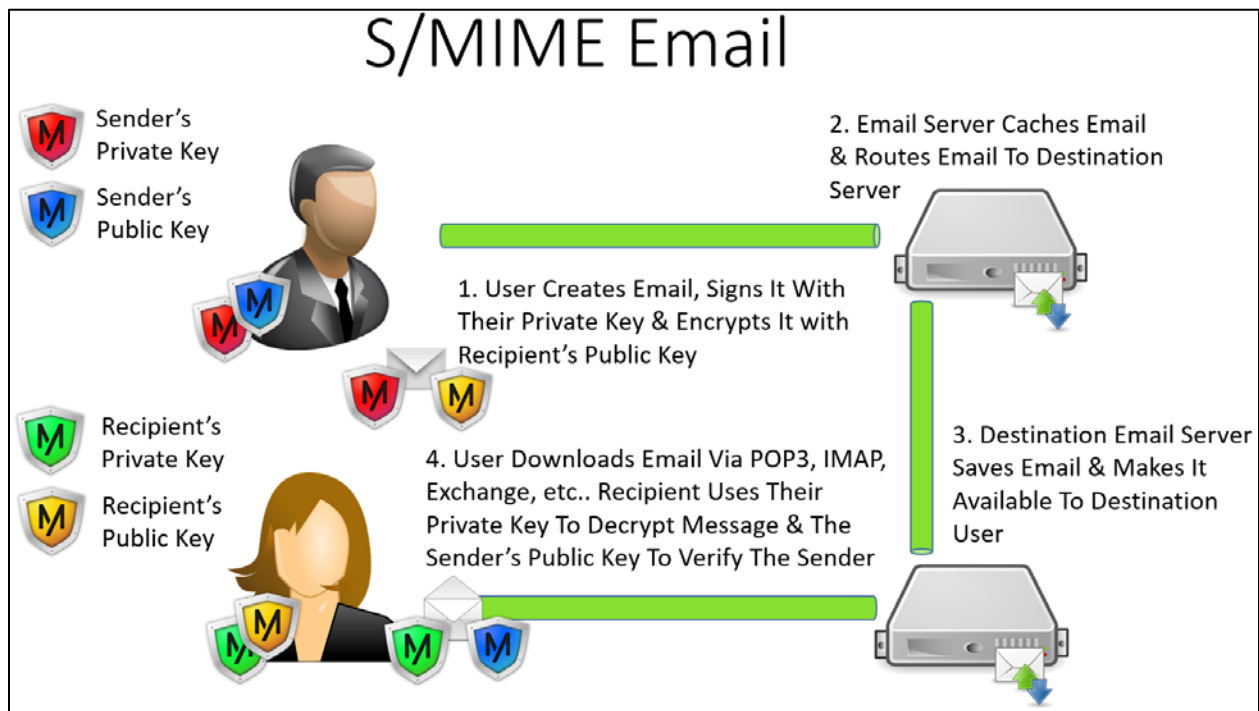 S/MIME Email
Sender's
Private Key
Sender's
Public Key
2. Email Server Caches Email
& Routes Email To Destination
Server
1. User Creates Email, Signs It With
Their Private Key & Encrypts It with
Recipient's Public Key
Recipient's
Private Key
Recipient's
Public Key
3. Destination Email Server
Saves Email & Makes It
Available To Destination
User
4. User Downloads Email Via POP3, IMAP,
Exchange, etc.. Recipient Uses Their
Private Key To Decrypt Message & The
Sender's Public Key To Verify The Sender
M
M
M
M
M
M
M
M
M
M
M
M